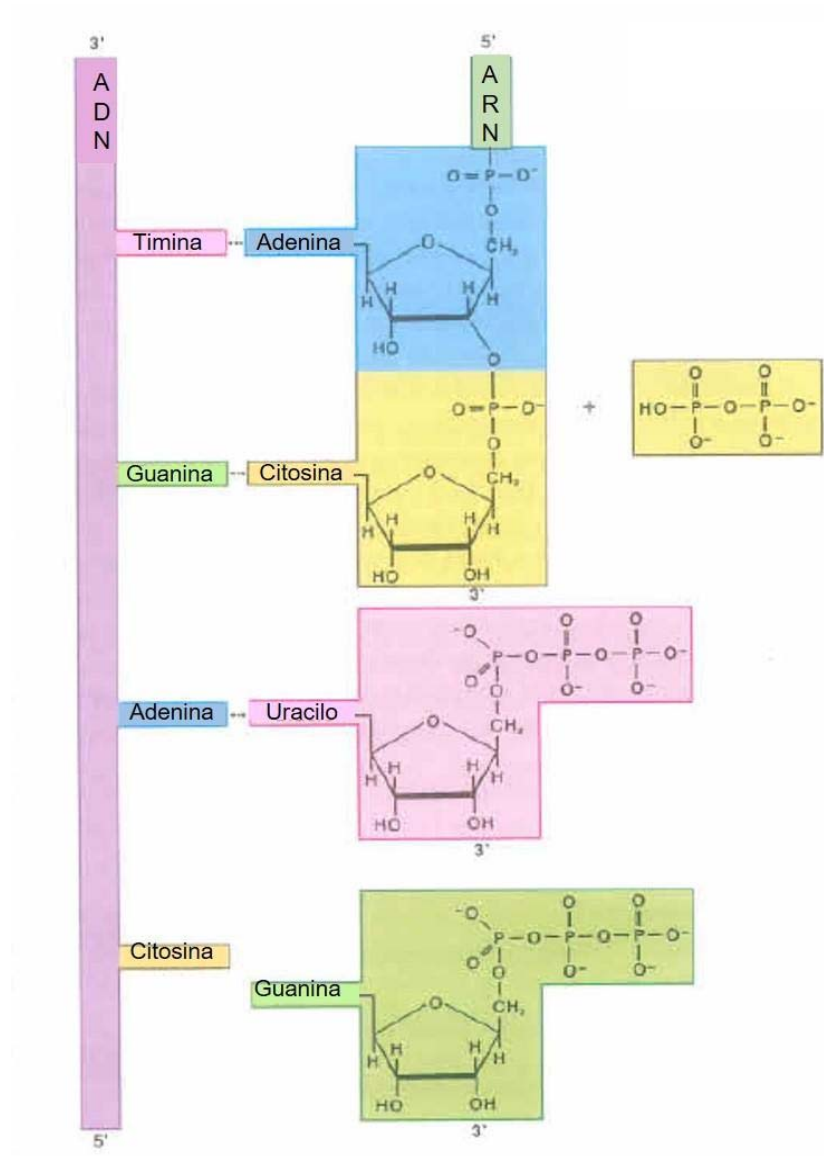 3' 5'
A
D
N
A
R
N
O=P-O⁻
O
Timina Adenina O CH₂
H H H H
HO O
O=P-O⁻ + HO-P-O-P-O⁻
O O
O⁻ O⁻
O
Guanina Citosina O CH₂
H H H H
HO OH
3'
⁻O O O
P-O-P-O-P-O⁻
O O O⁻ O⁻
Adenina Uracilo O CH₂
H H H H
HO OH
3'
Citosina ⁻O O O
P-O-P-O-P-O⁻
O O O⁻ O⁻
Guanina O CH₂
H H H H
HO OH
5' 3'